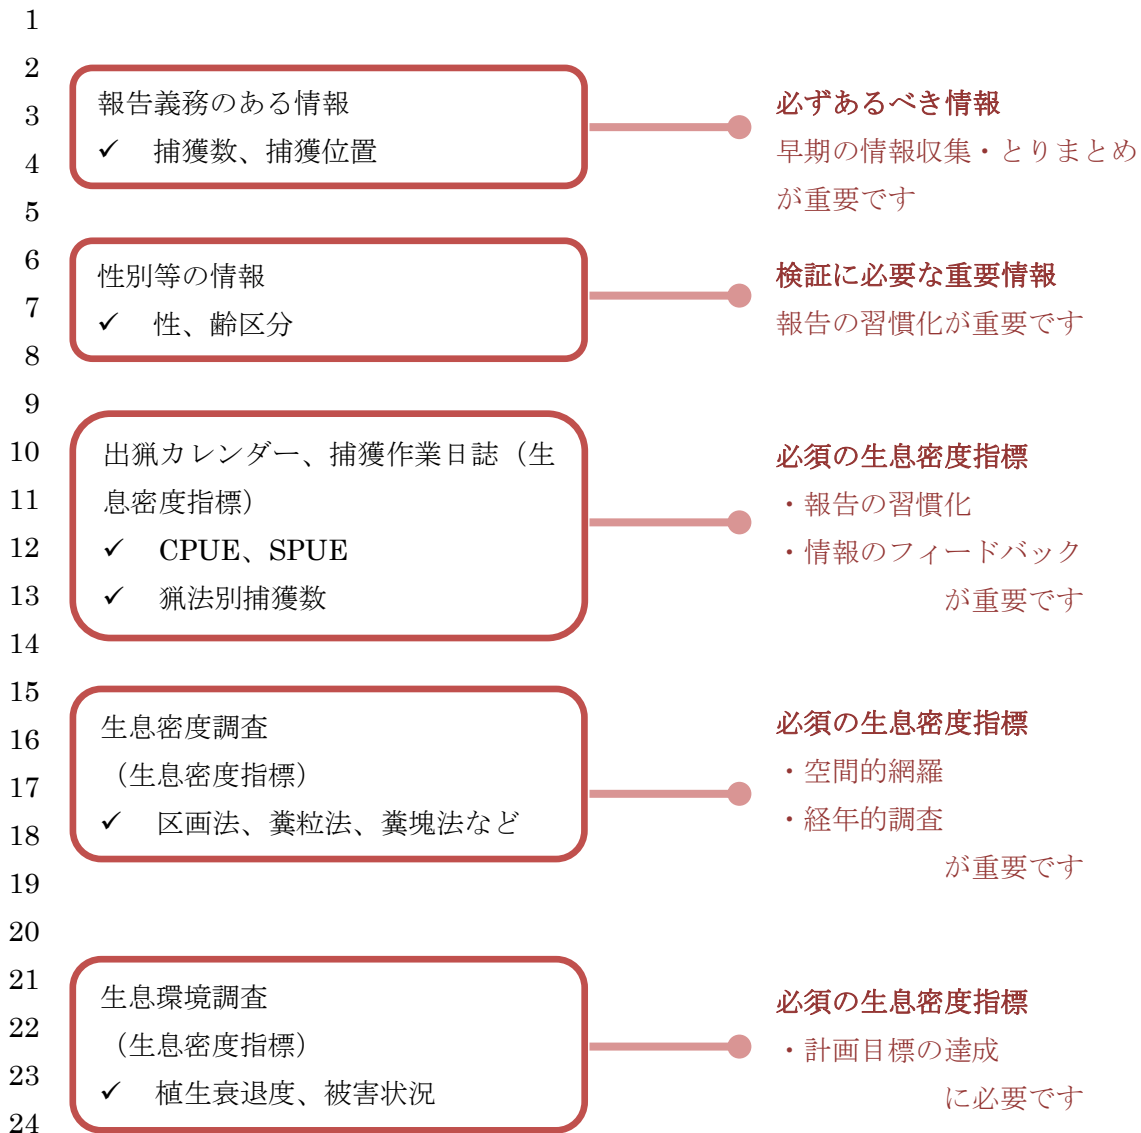 1
2
3
4
5
6
7
8
9
10
11
12
13
14
15
16
17
18
19
20
21
22
23
24
報告義務のある情報
✓ 捕獲数、捕獲位置
必ずあるべき情報
早期の情報収集・とりまとめ
が重要です
性別等の情報
✓ 性、齢区分
検証に必要な重要情報
報告の習慣化が重要です
出猟カレンダー、捕獲作業日誌（生
息密度指標）
✓ CPUE、SPUE
✓ 猟法別捕獲数
必須の生息密度指標
・報告の習慣化
・情報のフィードバック
が重要です
生息密度調査
（生息密度指標）
✓ 区画法、糞粒法、糞塊法など
必須の生息密度指標
・空間的網羅
・経年的調査
が重要です
生息環境調査
（生息密度指標）
✓ 植生衰退度、被害状況
必須の生息密度指標
・計画目標の達成
に必要です